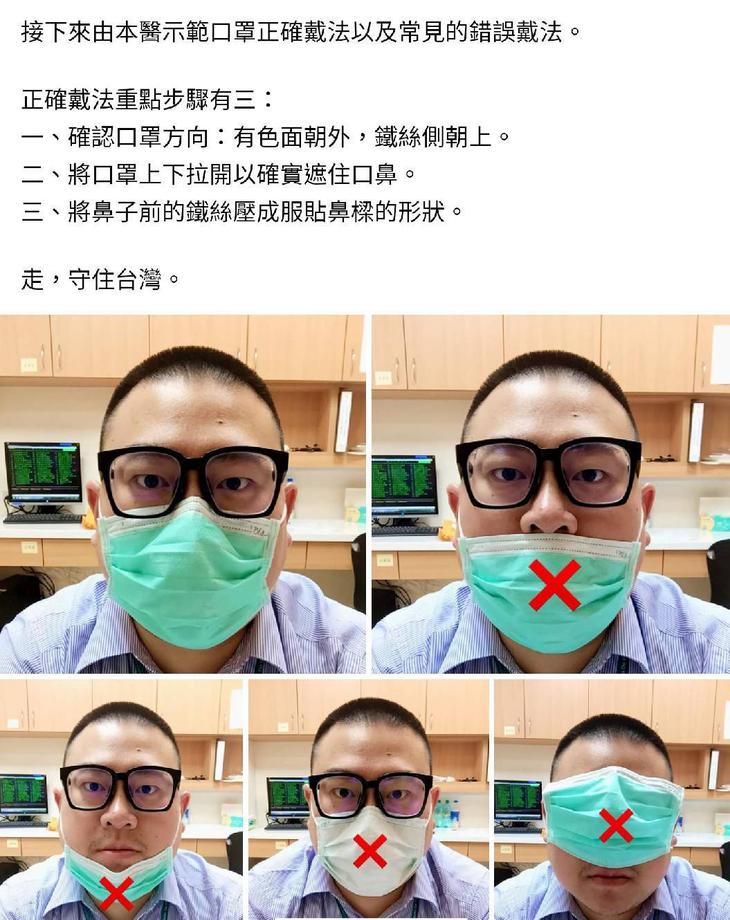 接下來由本醫示範口罩正確戴法以及常見的錯誤戴法。
正確戴法重點步驟有三：
一、確認口罩方向：有色面朝外，鐵絲側朝上。
二、將口罩上下拉開以確實遮住口鼻。
三、將鼻子前的鐵絲壓成服貼鼻樑的形狀。
走，守住台灣。